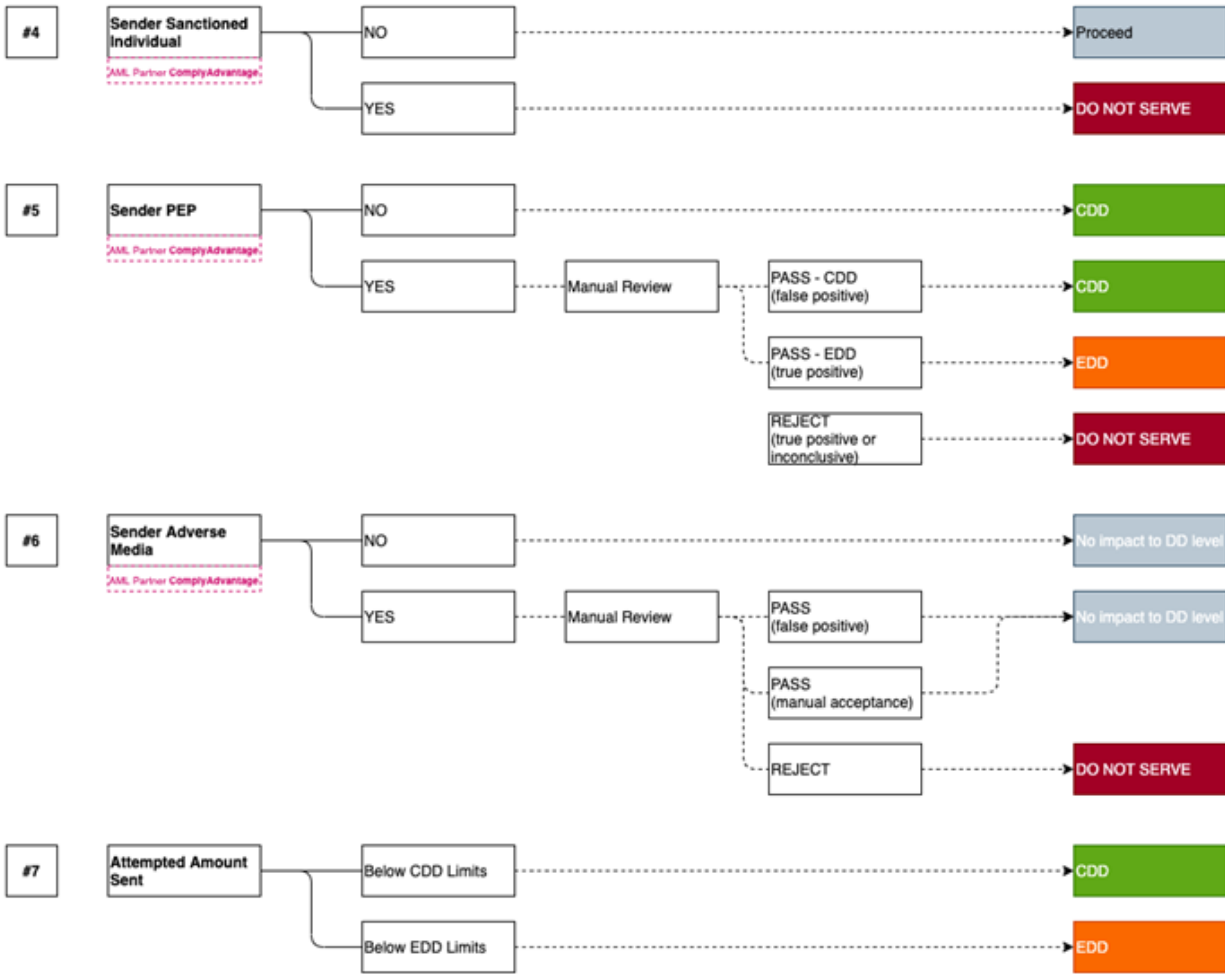 #4
Sender Sanctioned
Individual
AML Partner ComplyAdvantage
NO
Proceed
YES
DO NOT SERVE
#5
Sender PEP
AML Partner ComplyAdvantage
NO
CDD
YES
Manual Review
PASS - CDD
(false positive)
CDD
PASS - EDD
(true positive)
EDD
REJECT
(true positive or
inconclusive)
DO NOT SERVE
#6
Sender Adverse
Media
AML Partner ComplyAdvantage
NO
No impact to DD level
YES
Manual Review
PASS
(false positive)
No impact to DD level
PASS
(manual acceptance)
REJECT
DO NOT SERVE
#7
Attempted Amount
Sent
Below CDD Limits
CDD
Below EDD Limits
EDD